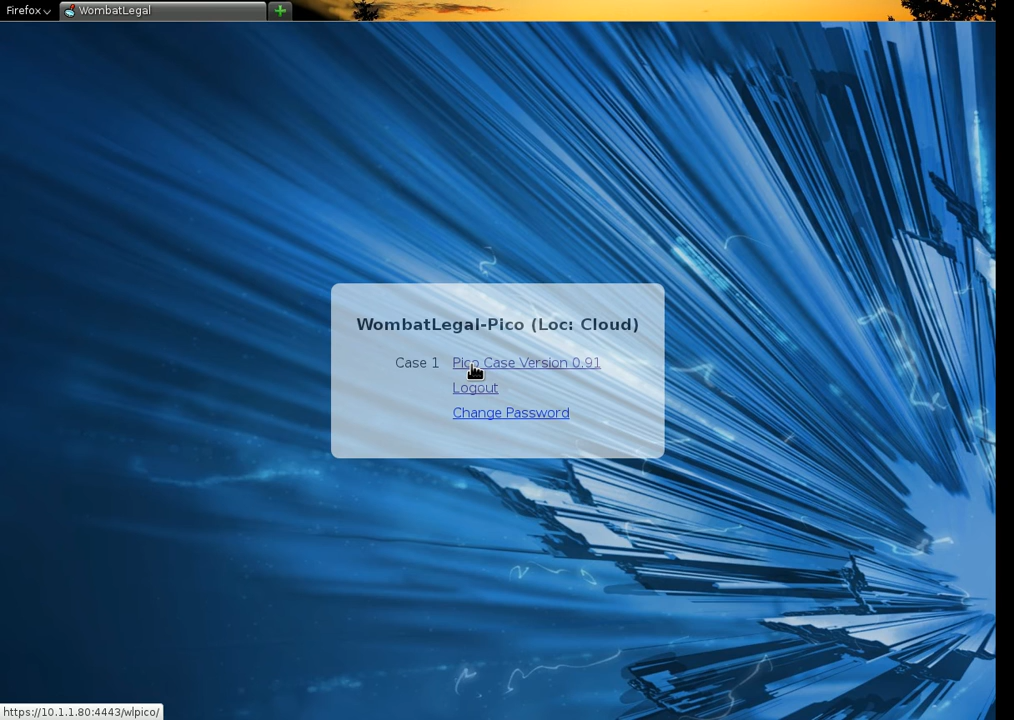 Firefox
WombatLegal
WombatLegal-Pico (Loc: Cloud)
Case 1 Pico Case Version 0.91
Logout
Change Password
https://10.1.1.80:4443/wlpico/